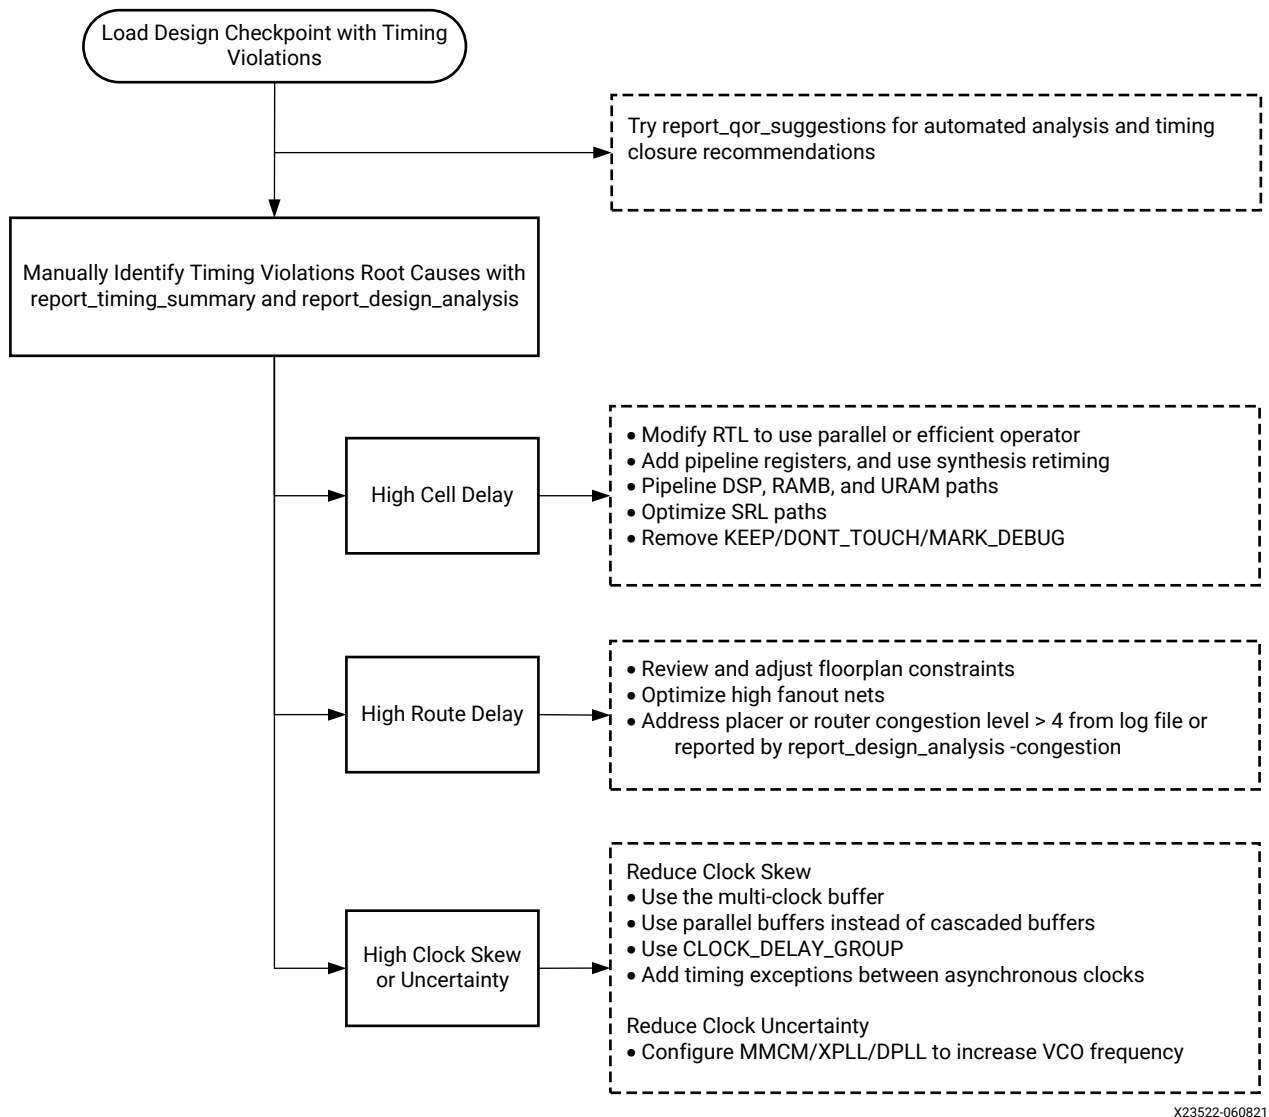 Load Design Checkpoint with Timing
Violations
Try report_qor_suggestions for automated analysis and timing
closure recommendations
Manually Identify Timing Violations Root Causes with
report_timing_summary and report_design_analysis
High Cell Delay
• Modify RTL to use parallel or efficient operator
• Add pipeline registers, and use synthesis retiming
• Pipeline DSP, RAMB, and URAM paths
• Optimize SRL paths
• Remove KEEP/DONT_TOUCH/MARK_DEBUG
High Route Delay
• Review and adjust floorplan constraints
• Optimize high fanout nets
• Address placer or router congestion level > 4 from log file or
reported by report_design_analysis -congestion
High Clock Skew
or Uncertainty
Reduce Clock Skew
• Use the multi-clock buffer
• Use parallel buffers instead of cascaded buffers
• Use CLOCK_DELAY_GROUP
• Add timing exceptions between asynchronous clocks
Reduce Clock Uncertainty
• Configure MMCM/XPLL/DPLL to increase VCO frequency
X23522-060821